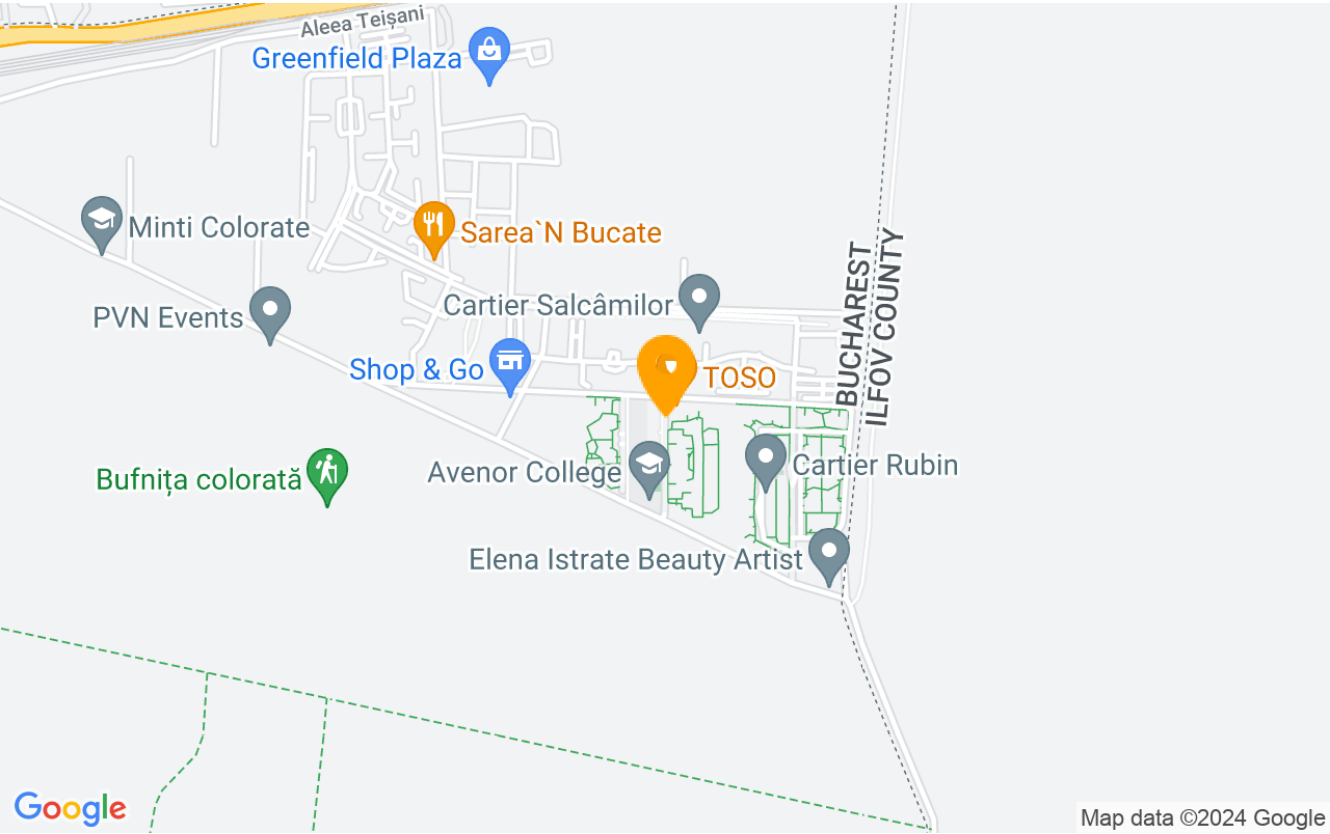 Aleea Teișani
Greenfield Plaza
Minti Colorate
Sarea`N Bucate
PVN Events
Cartier Salcâmilor
BUCHAREST
ILFOV COUNTY
Shop & Go
TOSO
Bufnița colorată
Avenor College
Cartier Rubin
Elena Istrate Beauty Artist
Google
Map data ©2024 Google